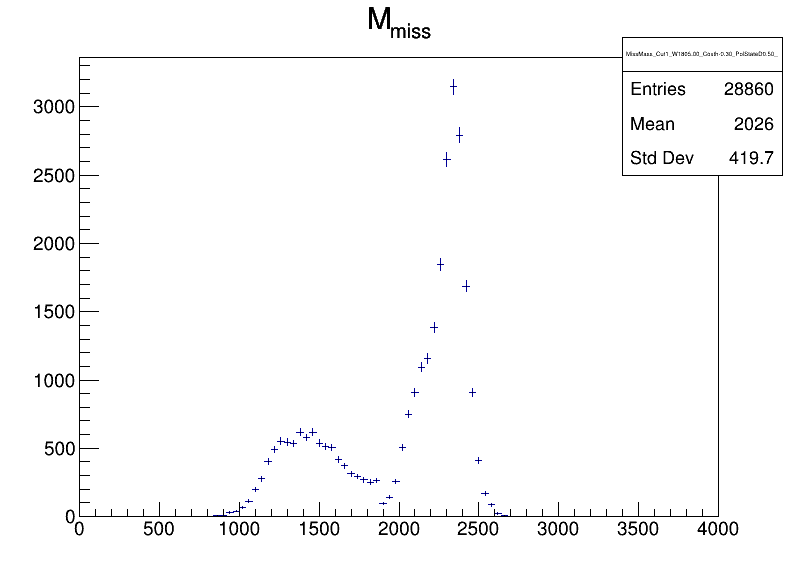 M_miss
MissMass_Cut1_W1805.00_Costh-0.30_PolStateD0.50_
Entries 28860
Mean 2026
Std Dev 419.7
3000
2500
2000
1500
1000
500
0
0 500 1000 1500 2000 2500 3000 3500 4000